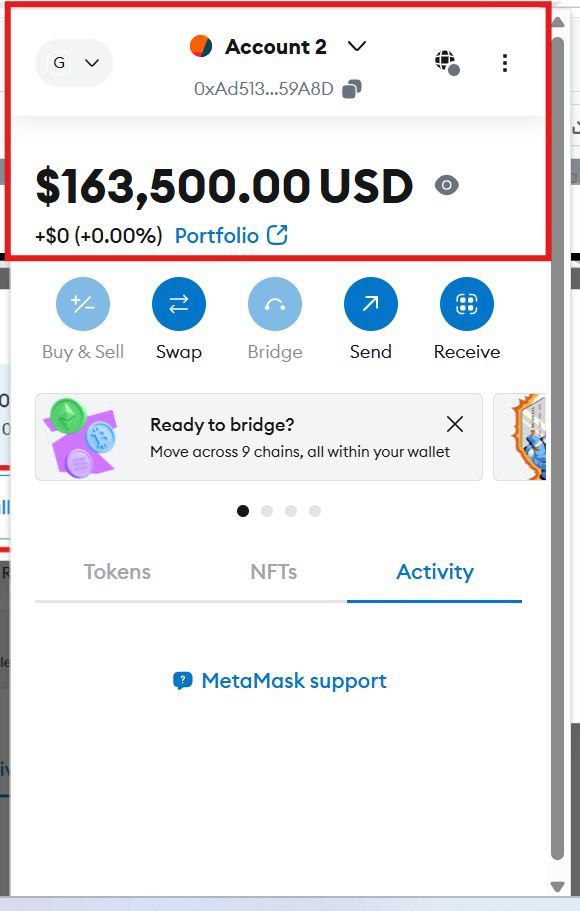 G
Account 2
0xAd513...59A8D
$163,500.00 USD
+$0 (+0.00%) Portfolio
Buy & Sell Swap Bridge Send Receive
Ready to bridge?
Move across 9 chains, all within your wallet
Tokens NFTs Activity
MetaMask support